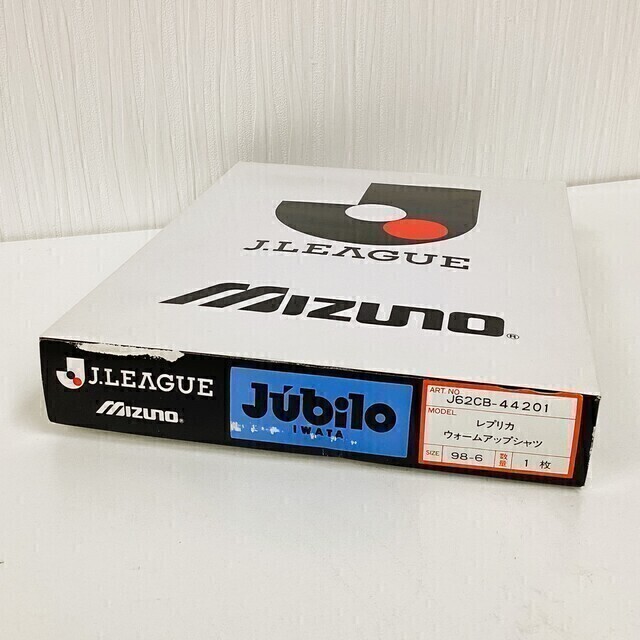 J.LEAGUE
MIZUNO®
J.LEAGUE
MIZUNO®
Júbilo
IWATA
ART. NO
J62CB-44201
MODEL
レプリカ
ウォームアップシャツ
SIZE 98-6 数量 1枚